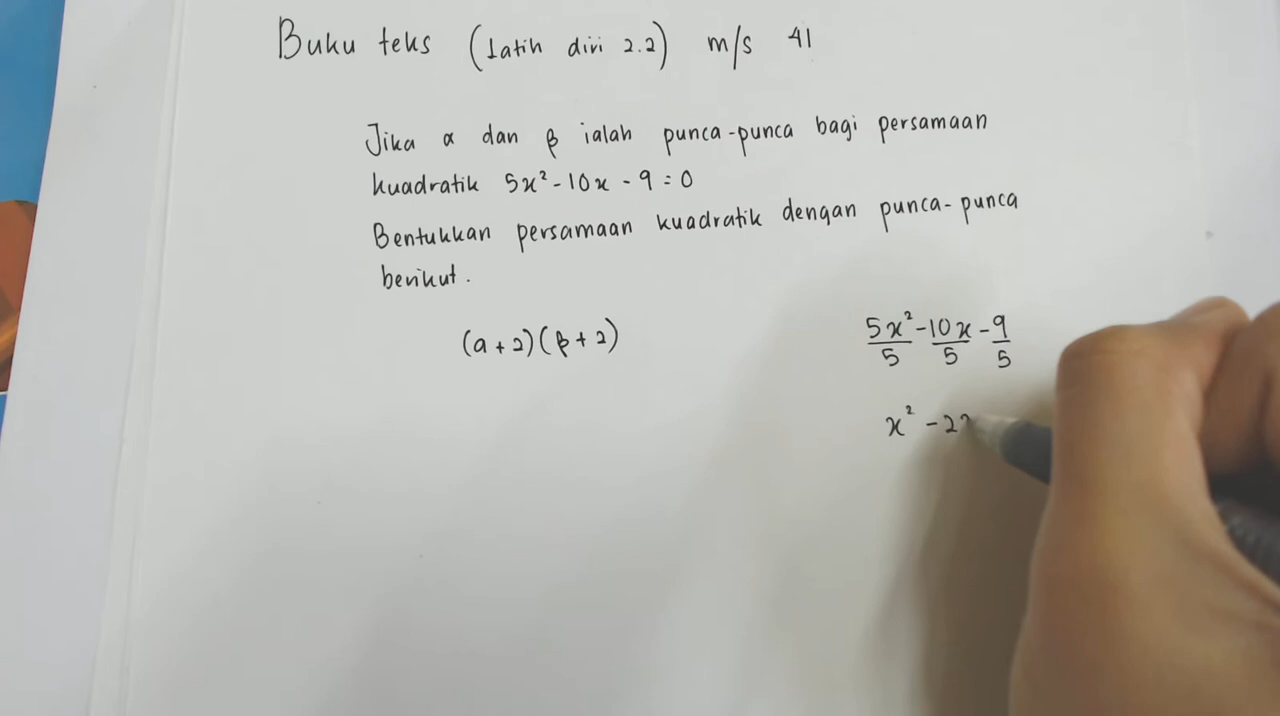 Buku teks (Latih diri 2.2) m/s 41
Jika α dan β ialah punca-punca bagi persamaan
kuadratik 5x² - 10x - 9 = 0
Bentukkan persamaan kuadratik dengan punca-punca
berikut.
(α + 2)(β + 2)
5x²/5 - 10x/5 - 9/5
x² - 2x